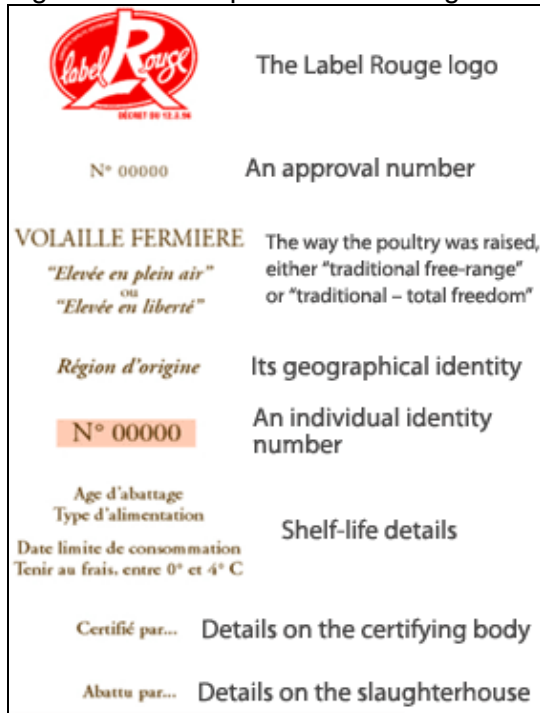 label Rouge
DÉCRET DU 12.3.96
The Label Rouge logo
N° 00000
An approval number
VOLAILLE FERMIERE
"Elevée en plein air"
ou
"Elevée en liberté"
The way the poultry was raised,
either "traditional free-range"
or "traditional – total freedom"
Région d'origine
Its geographical identity
N° 00000
An individual identity
number
Age d'abattage
Type d'alimentation
Date limite de consommation
Tenir au frais, entre 0° et 4° C
Shelf-life details
Certifié par...
Details on the certifying body
Abattu par...
Details on the slaughterhouse